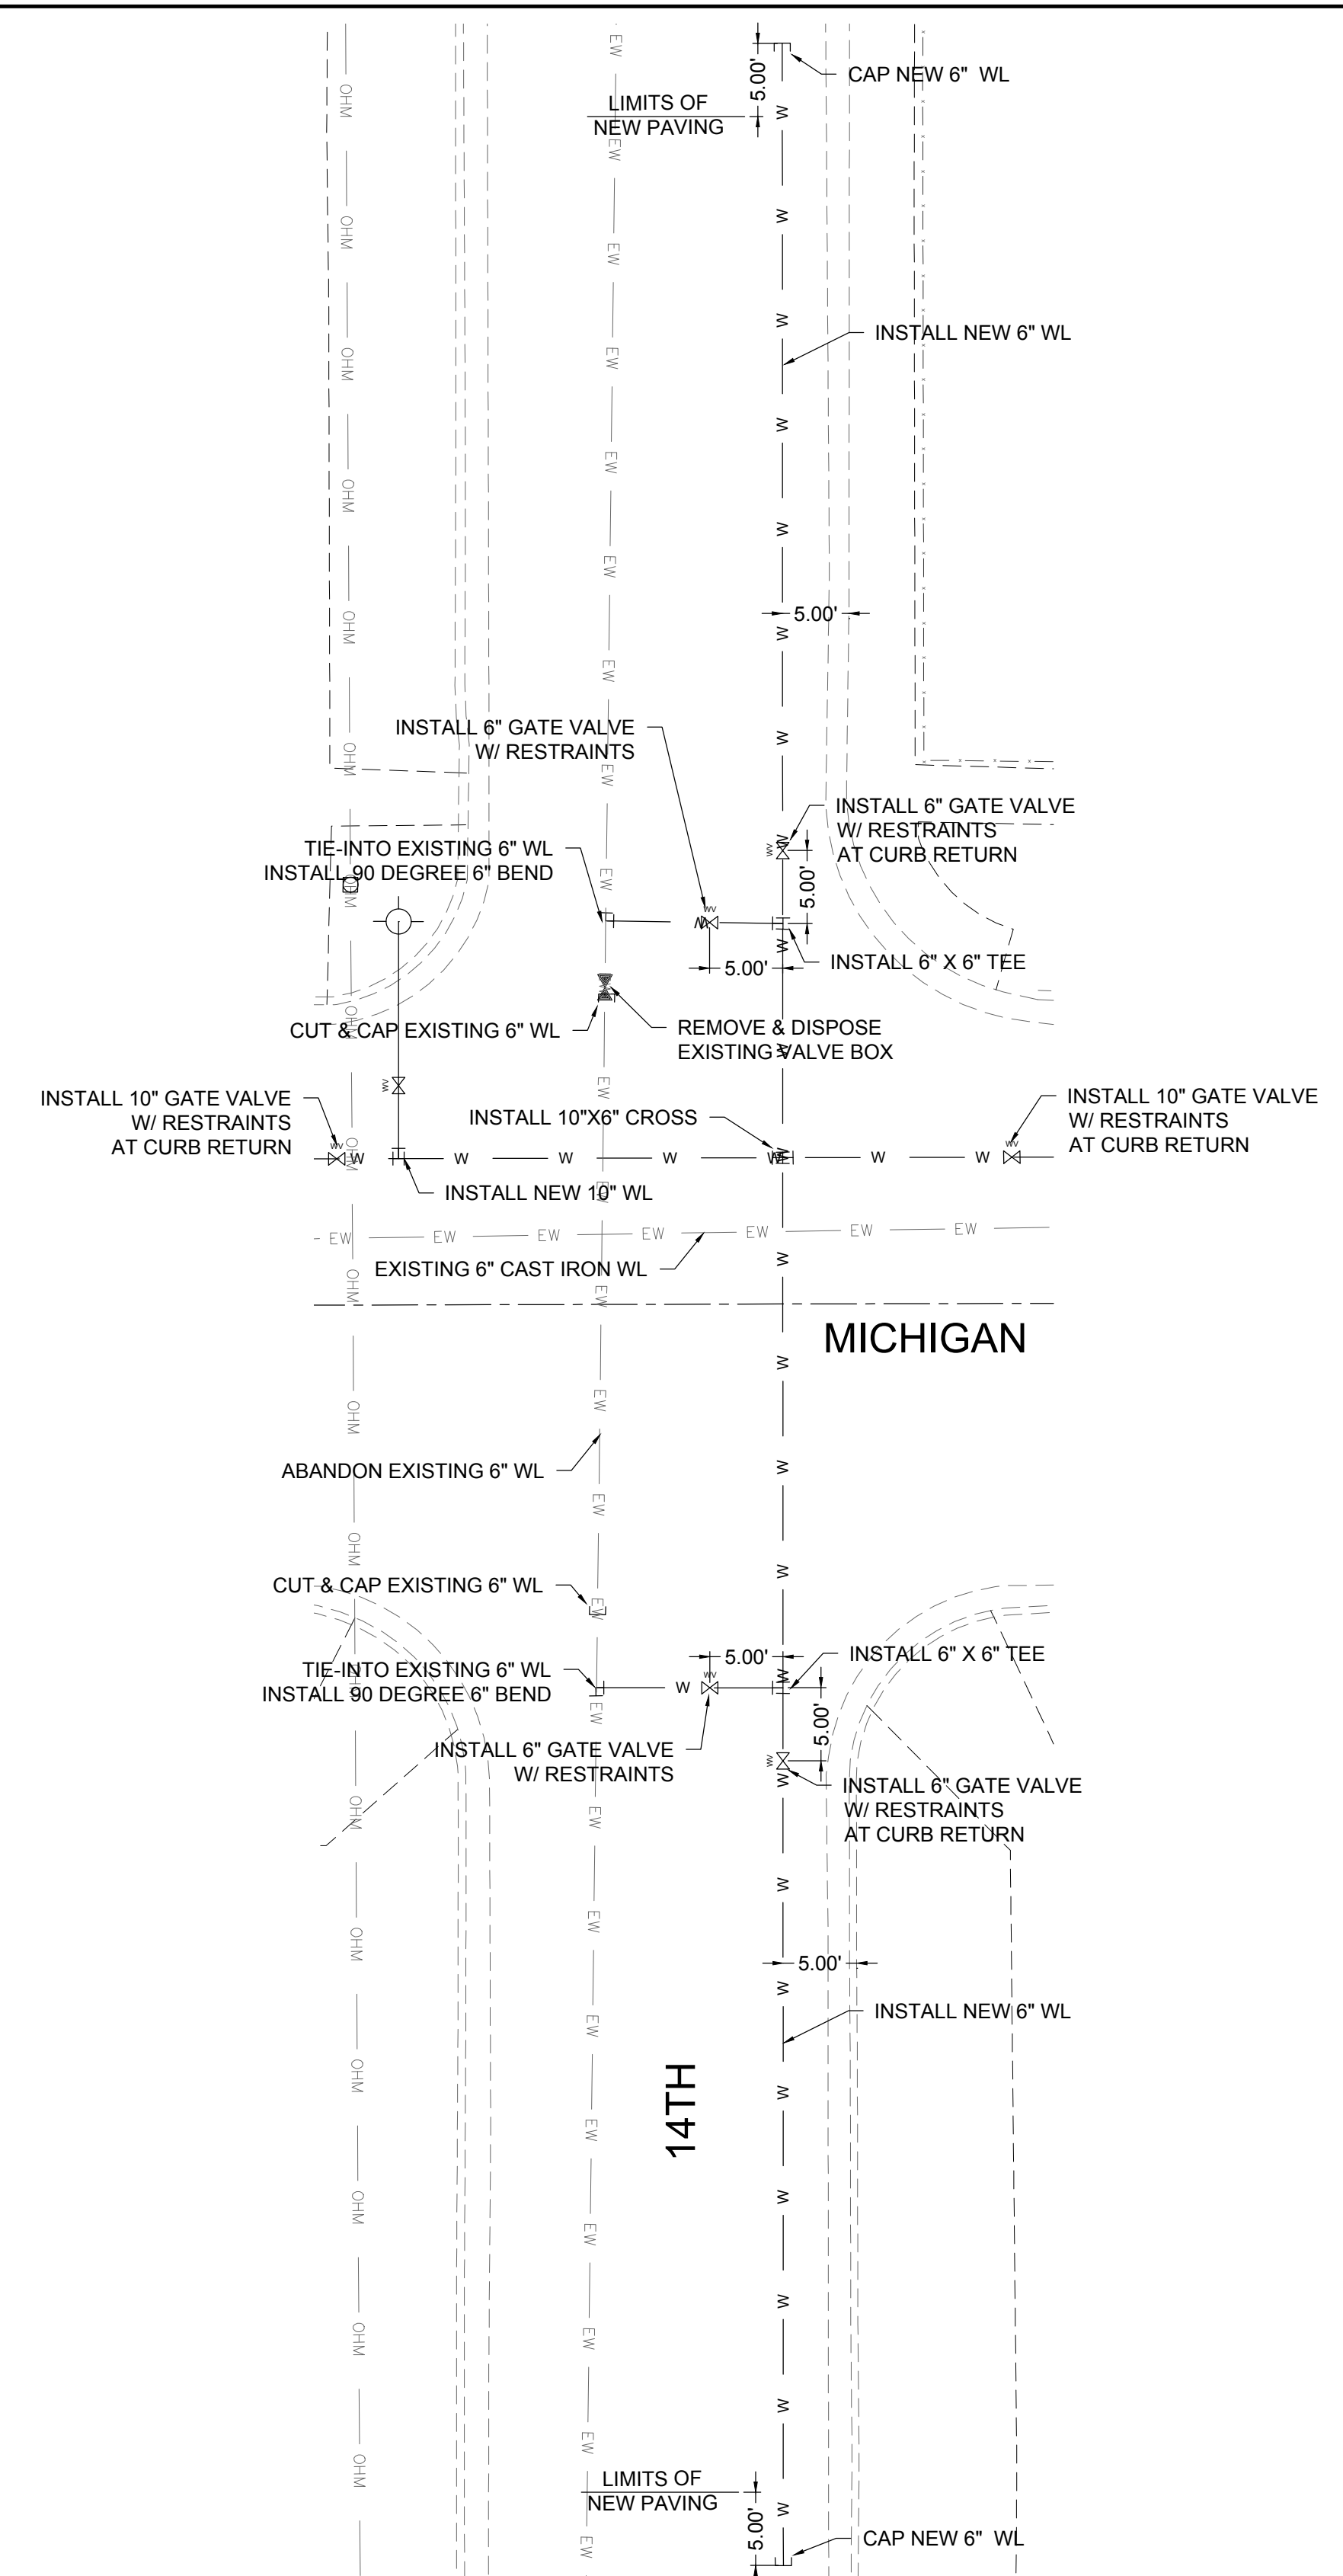 5.00'
CAP NEW 6" WL
LIMITS OF
NEW PAVING
INSTALL NEW 6" WL
5.00'
INSTALL 6" GATE VALVE
W/ RESTRAINTS
INSTALL 6" GATE VALVE
W/ RESTRAINTS
AT CURB RETURN
TIE-INTO EXISTING 6" WL
INSTALL 90 DEGREE 6" BEND
5.00'
5.00'
INSTALL 6" X 6" TEE
CUT & CAP EXISTING 6" WL
REMOVE & DISPOSE
EXISTING VALVE BOX
INSTALL 10" GATE VALVE
W/ RESTRAINTS
AT CURB RETURN
INSTALL 10"X6" CROSS
INSTALL 10" GATE VALVE
W/ RESTRAINTS
AT CURB RETURN
W W W W W W W
INSTALL NEW 10" WL
EW EW EW EW EW EW EW
EXISTING 6" CAST IRON WL
MICHIGAN
ABANDON EXISTING 6" WL
CUT & CAP EXISTING 6" WL
5.00'
INSTALL 6" X 6" TEE
TIE-INTO EXISTING 6" WL
INSTALL 90 DEGREE 6" BEND
W
5.00'
INSTALL 6" GATE VALVE
W/ RESTRAINTS
INSTALL 6" GATE VALVE
W/ RESTRAINTS
AT CURB RETURN
5.00'
INSTALL NEW 6" WL
14TH
LIMITS OF
NEW PAVING
5.00'
CAP NEW 6" WL